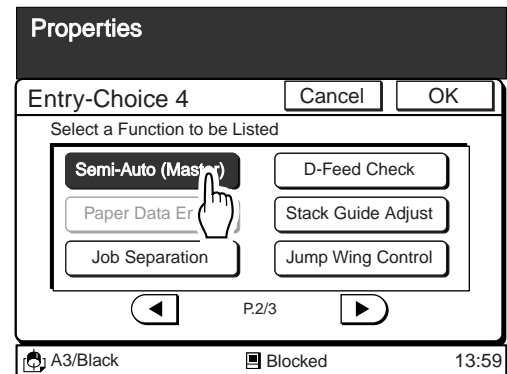 Properties
Entry-Choice 4 Cancel OK
Select a Function to be Listed
Semi-Auto (Master) D-Feed Check
Paper Data Er Stack Guide Adjust
Job Separation Jump Wing Control
P.2/3
A3/Black Blocked 13:59